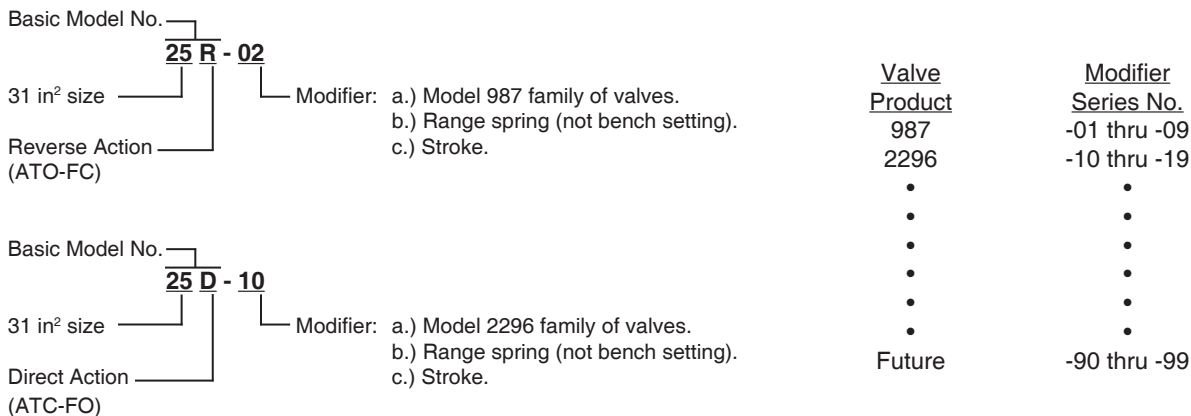 Basic Model No.
25 R - 02
31 in² size
Modifier: a.) Model 987 family of valves.
b.) Range spring (not bench setting).
c.) Stroke.
Reverse Action
(ATO-FC)
Basic Model No.
25 D - 10
31 in² size
Modifier: a.) Model 2296 family of valves.
b.) Range spring (not bench setting).
c.) Stroke.
Direct Action
(ATC-FO)
Valve Modifier
Product Series No.
987 -01 thru -09
2296 -10 thru -19
• •
• •
• •
• •
• •
• •
Future -90 thru -99